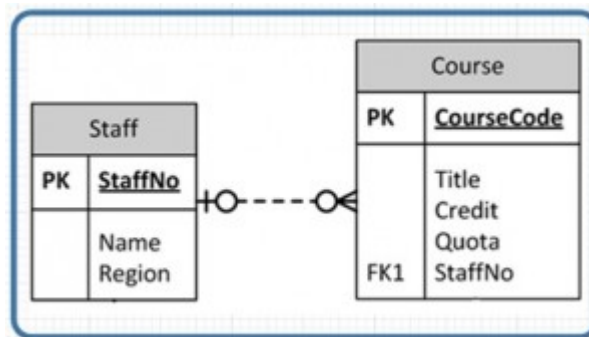 Staff
PK StaffNo
Name
Region
Course
PK CourseCode
Title
Credit
Quota
FK1 StaffNo